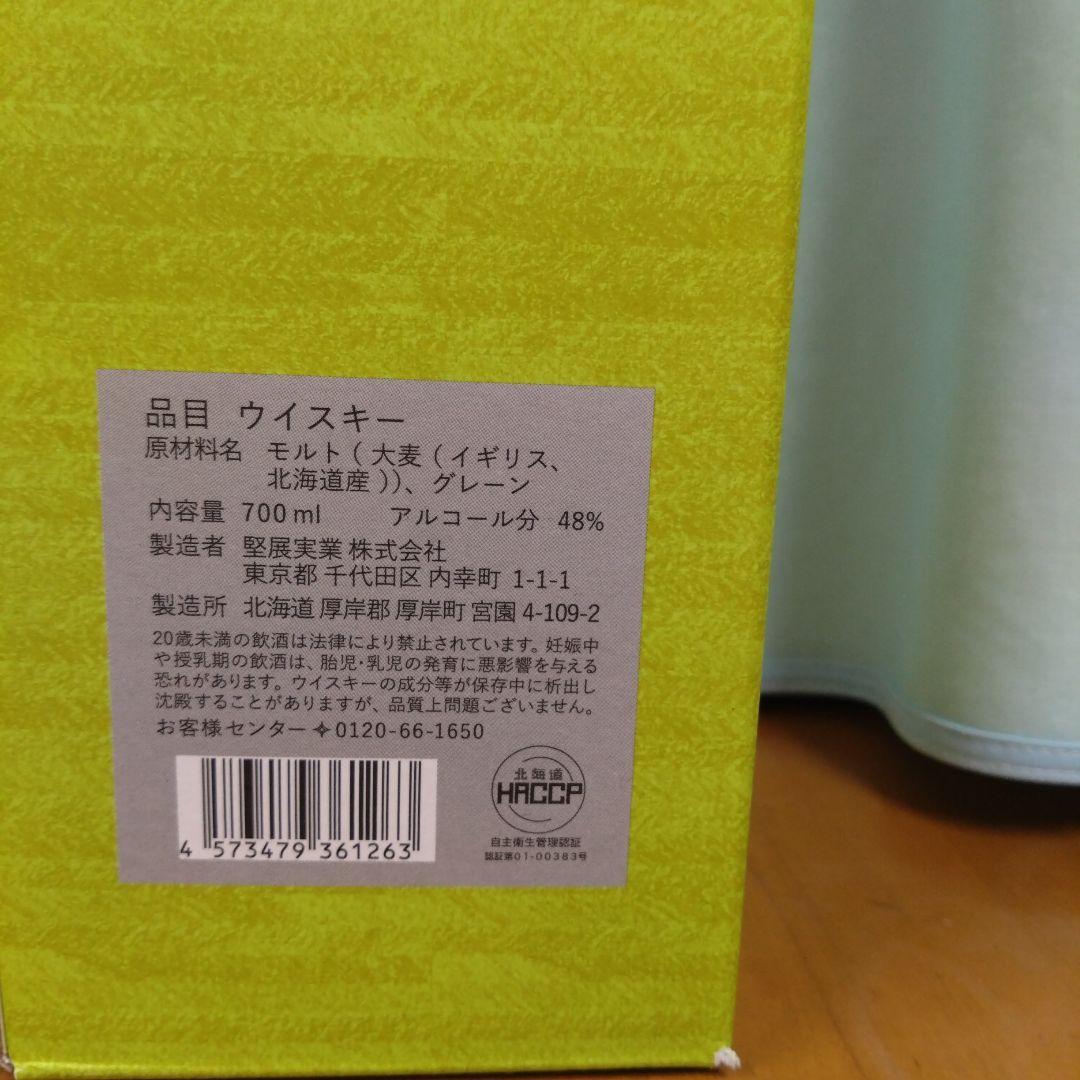 品目 ウイスキー
原材料名 モルト(大麦(イギリス、
北海道産))、グレーン
内容量 700ml アルコール分 48%
製造者 堅展実業 株式会社
東京都 千代田区 内幸町 1-1-1
製造所 北海道 厚岸郡 厚岸町 宮園 4-109-2
20歳未満の飲酒は法律により禁止されています。妊娠中
や授乳期の飲酒は、胎児・乳児の発育に悪影響を与える
恐れがあります。ウイスキーの成分等が保存中に析出し
沈殿することがありますが、品質上問題ございません。
お客様センター✧0120-66-1650
4 573479 361263
北海道
HACCP
自主衛生管理認証
認証第01-00383号